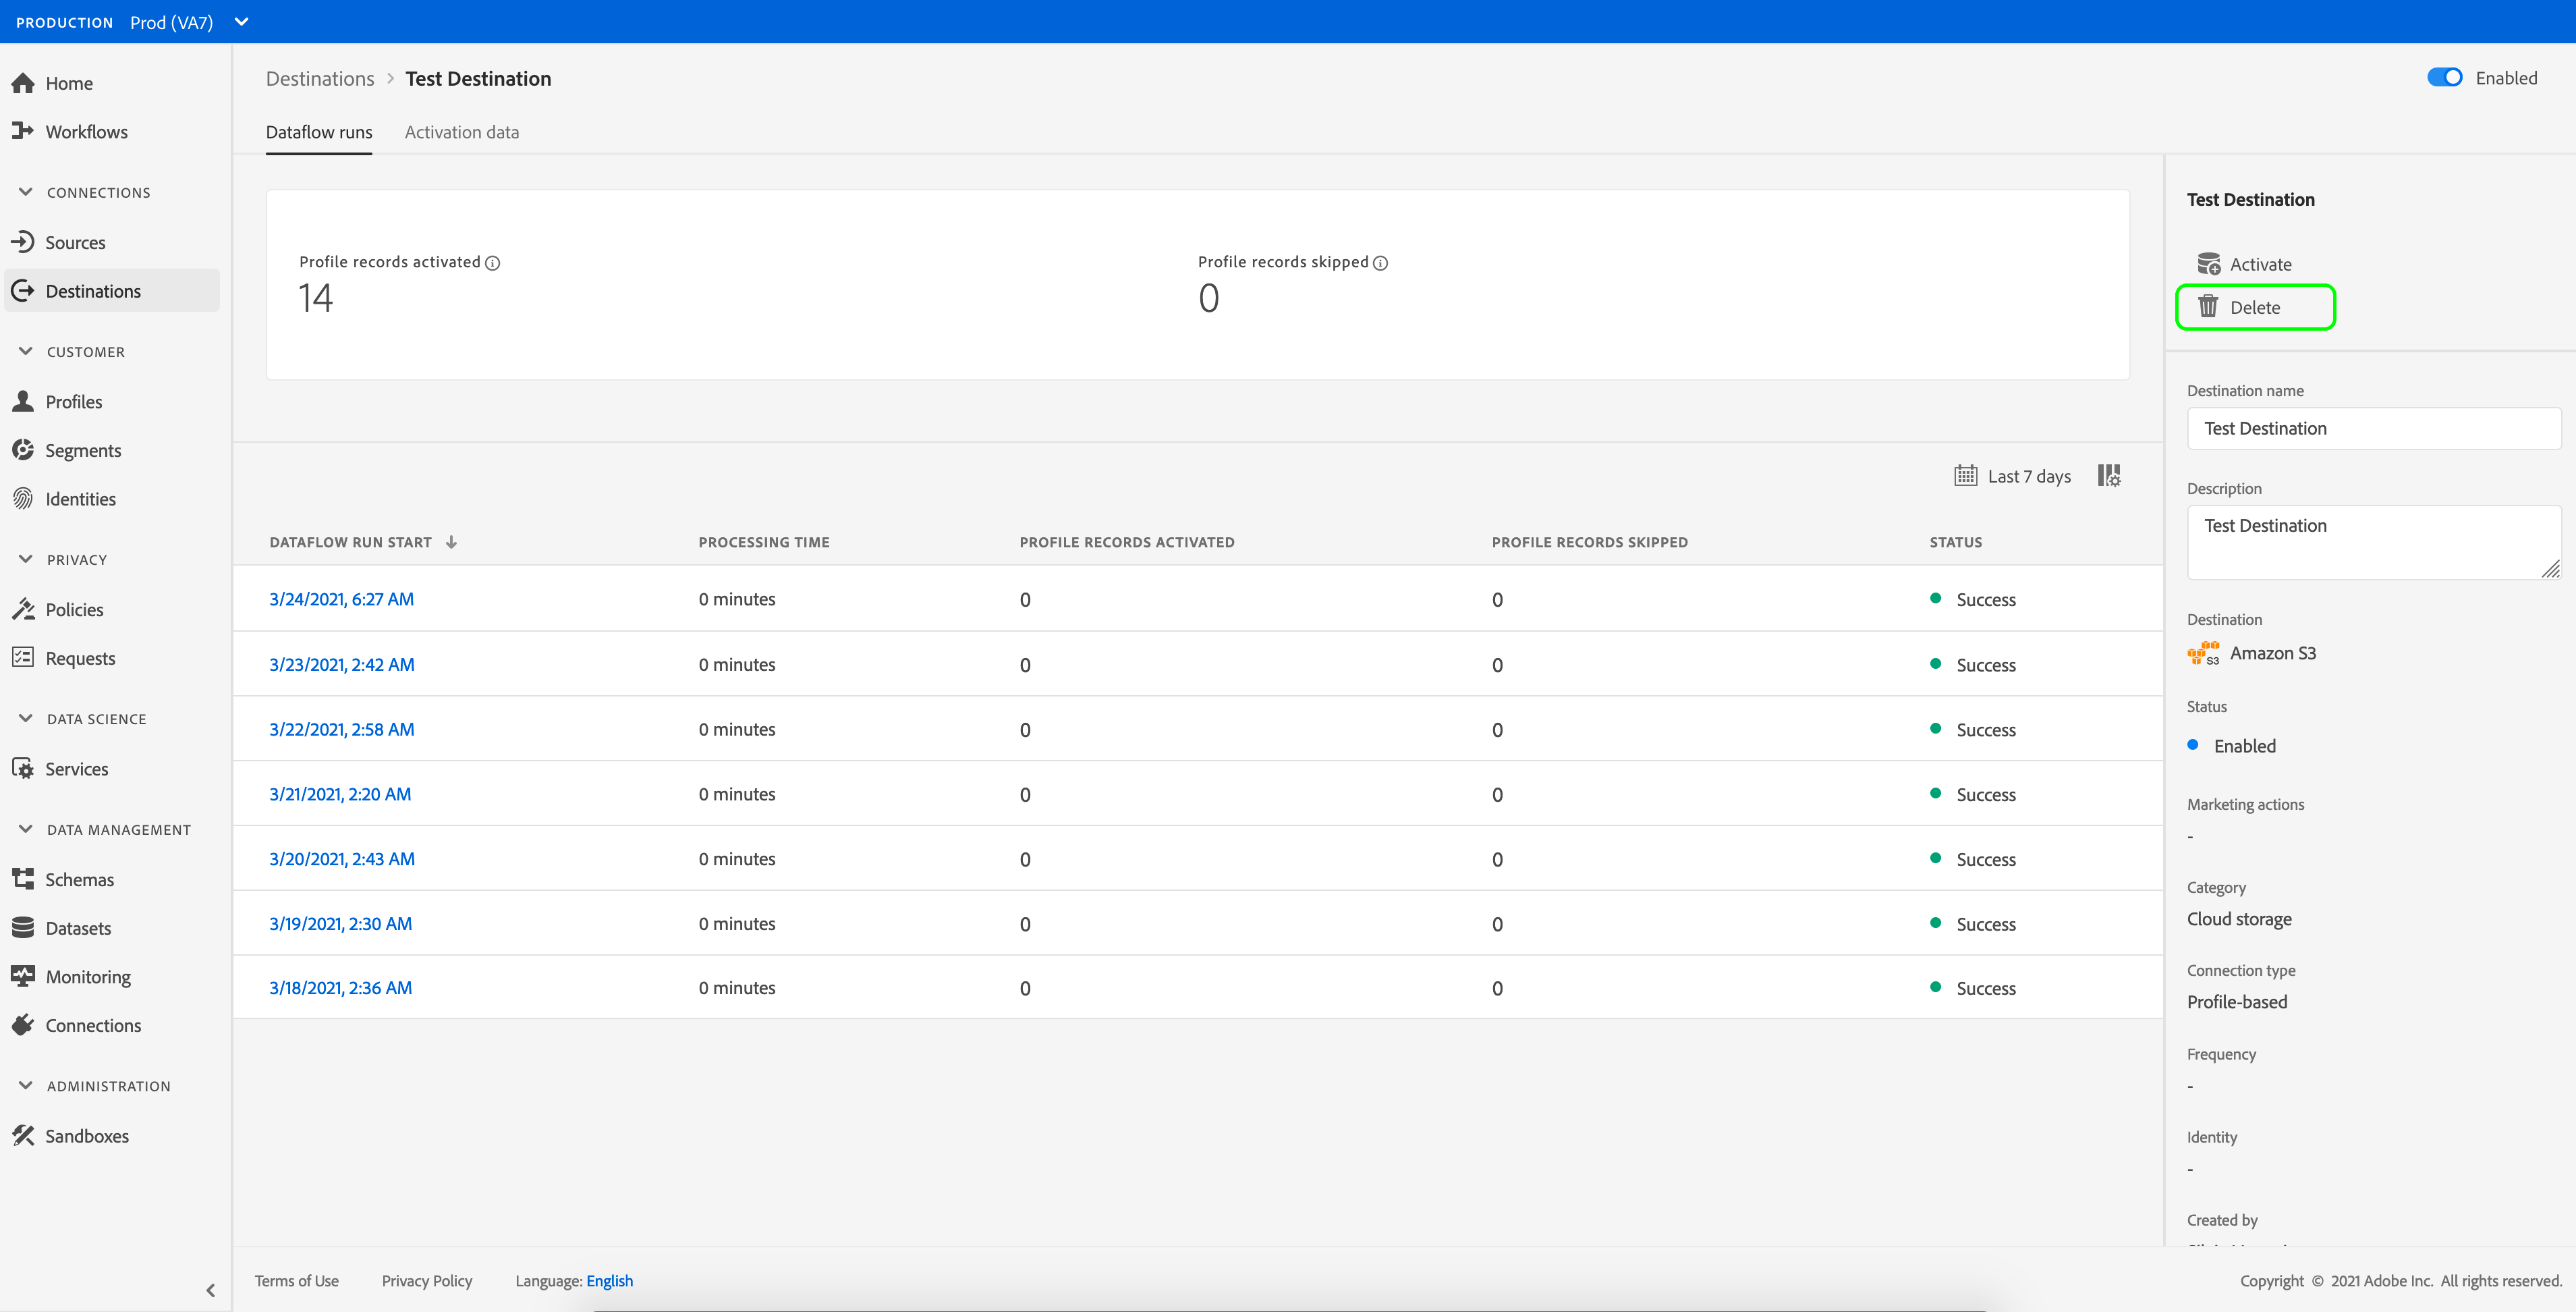 PRODUCTION Prod (VA7)
Home
Workflows
CONNECTIONS
Sources
Destinations
CUSTOMER
Profiles
Segments
Identities
PRIVACY
Policies
Requests
DATA SCIENCE
Services
DATA MANAGEMENT
Schemas
Datasets
Monitoring
Connections
ADMINISTRATION
Sandboxes
Destinations > Test Destination
Enabled
Dataflow runs Activation data
Profile records activated
14
Profile records skipped
0
Last 7 days
DATAFLOW RUN START PROCESSING TIME PROFILE RECORDS ACTIVATED PROFILE RECORDS SKIPPED STATUS
3/24/2021, 6:27 AM 0 minutes 0 0 Success
3/23/2021, 2:42 AM 0 minutes 0 0 Success
3/22/2021, 2:58 AM 0 minutes 0 0 Success
3/21/2021, 2:20 AM 0 minutes 0 0 Success
3/20/2021, 2:43 AM 0 minutes 0 0 Success
3/19/2021, 2:30 AM 0 minutes 0 0 Success
3/18/2021, 2:36 AM 0 minutes 0 0 Success
Test Destination
Activate
Delete
Destination name
Test Destination
Description
Test Destination
Destination
S3 Amazon S3
Status
Enabled
Marketing actions
-
Category
Cloud storage
Connection type
Profile-based
Frequency
-
Identity
-
Created by
Terms of Use Privacy Policy Language: English
Copyright © 2021 Adobe Inc. All rights reserved.